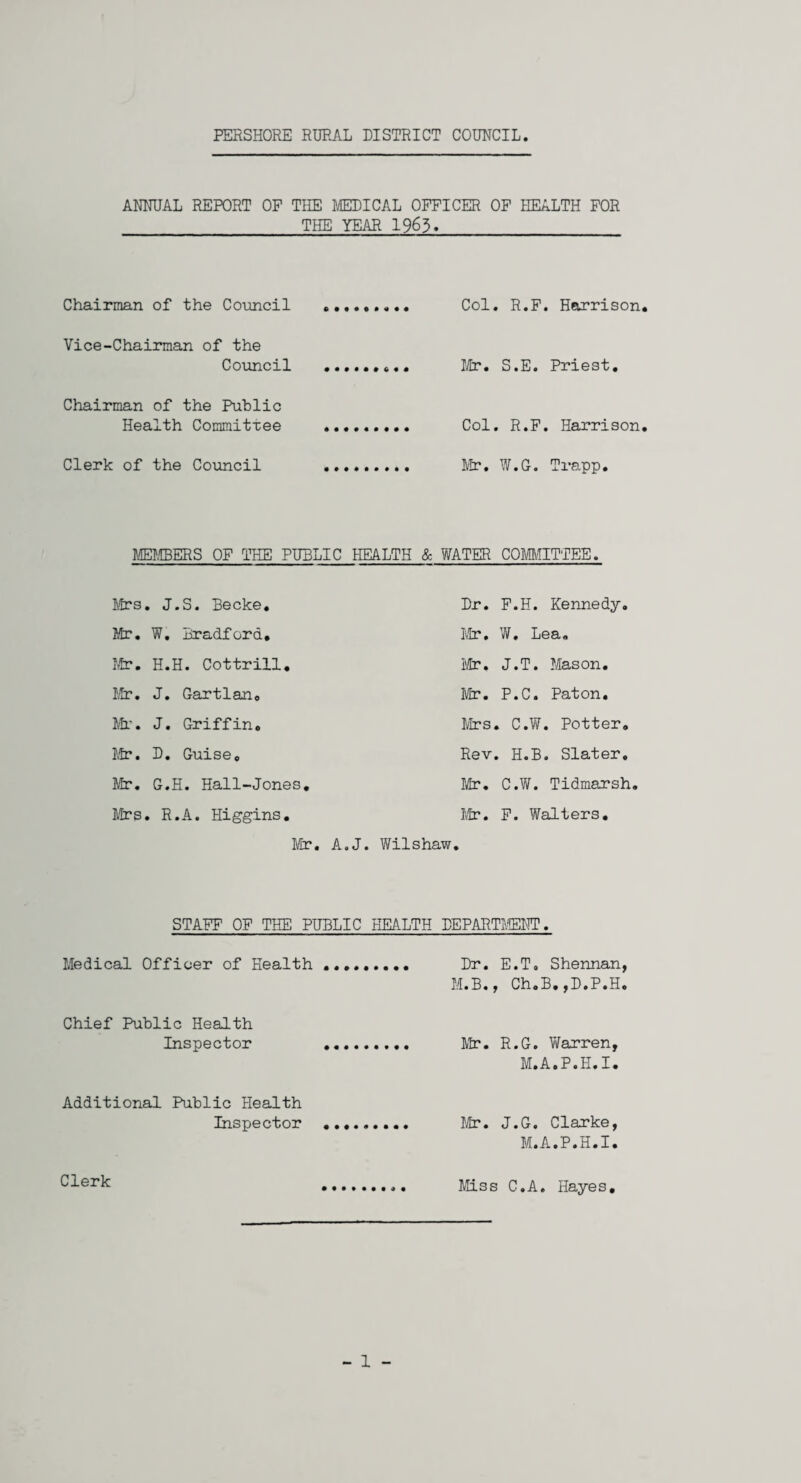 PERSHORE RURAL DISTRICT COUNCIL.
ANNUAL REPORT OF THE MEDICAL OFFICER OF HEALTH FOR
THE YEAR 1963.
Chairman of the Council ......... Col. R.F. Harrison.
Vice-Chairman of the
Council ......... Mr. S.E. Priest.
Chairman of the Public
Health Committee ......... Col. R.F. Harrison.
Clerk of the Council ......... Mr. W.G. Trapp.
MEMBERS OF THE PUBLIC HEALTH & WATER COMMITTEE.
Mrs. J.S. Becke. Dr. F.H. Kennedy.
Mr. W. Bradford. Mr. W. Lea.
Mr. H.H. Cottrill. Mr. J.T. Mason.
Mr. J. Gartlan. Mr. P.C. Paton.
Mr. J. Griffin. Mrs. C.W. Potter.
Mr. D. Guise. Rev. H.B. Slater.
Mr. G.H. Hall-Jones. Mr. C.W. Tidmarsh.
Mrs. R.A. Higgins. Mr. F. Walters.
Mr. A.J. Wilshaw.
STAFF OF THE PUBLIC HEALTH DEPARTMENT.
Medical Officer of Health ......... Dr. E.T. Shennan,
M.B., Ch.B.,D.P.H.
Chief Public Health
Inspector ......... Mr. R.G. Warren,
M.A.P.H.I.
Additional Public Health
Inspector ......... Mr. J.G. Clarke,
M.A.P.H.I.
Clerk ......... Miss C.A. Hayes.
- 1 -